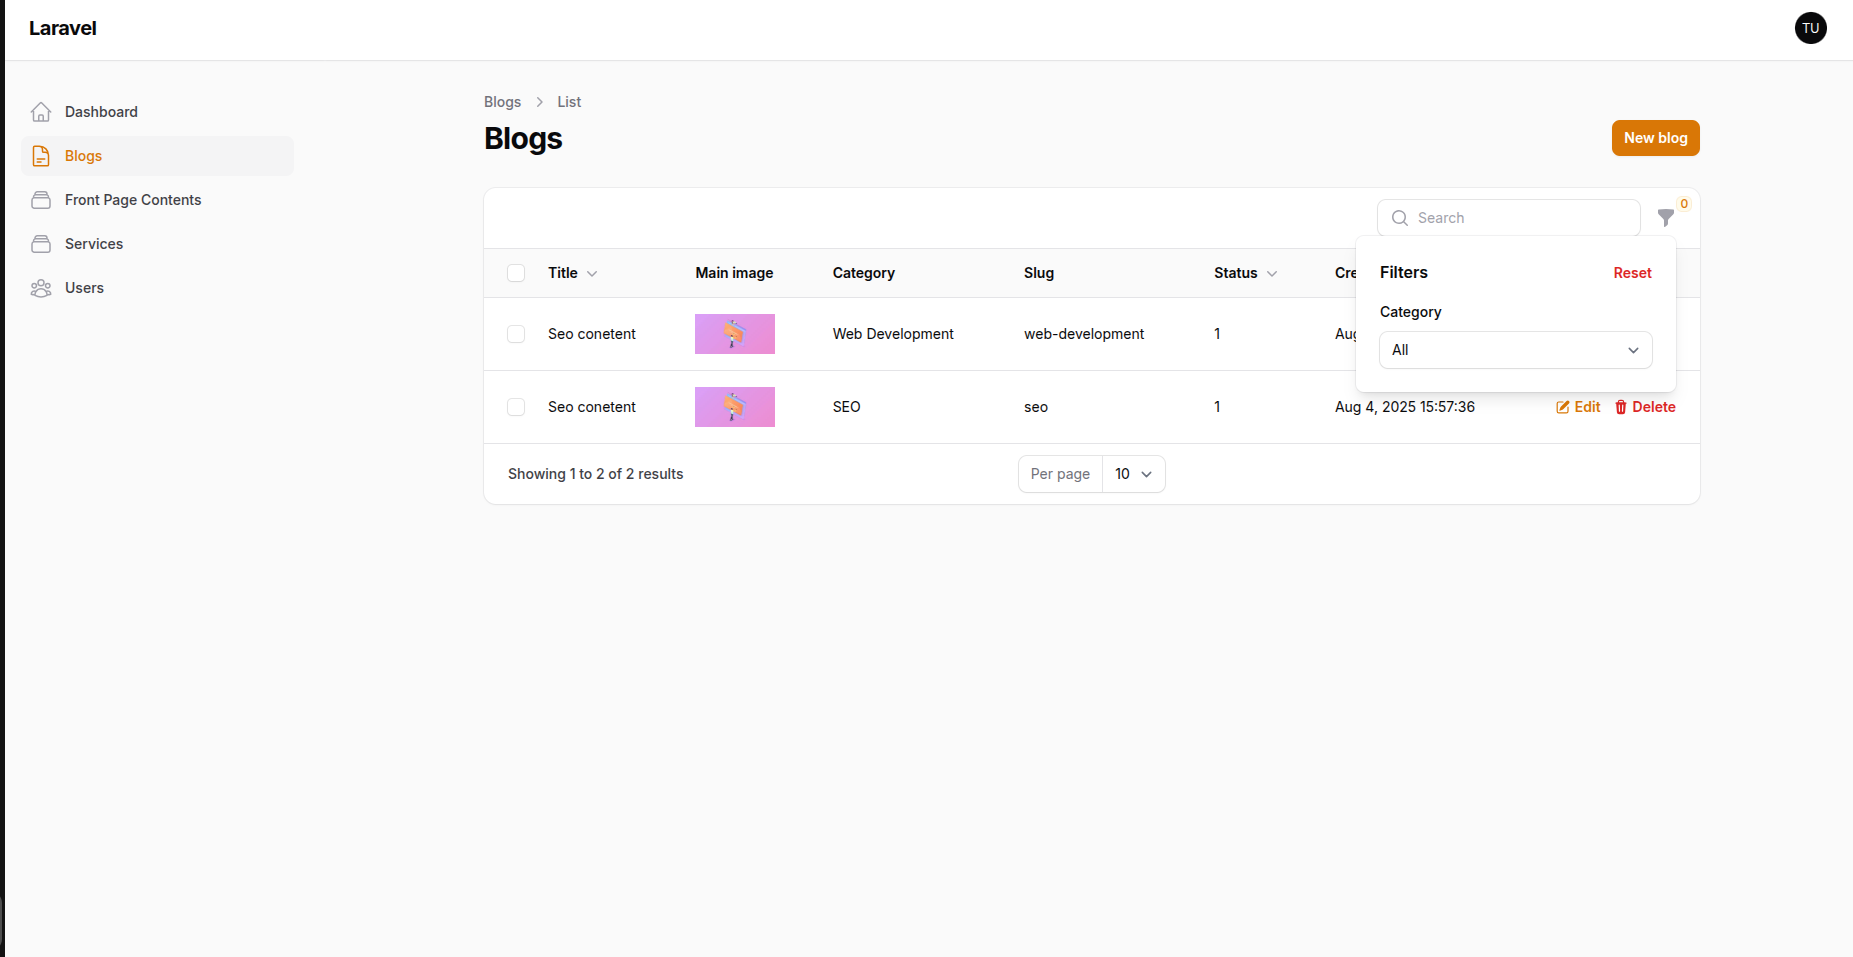 Laravel
TU
Dashboard
Blogs
Front Page Contents
Services
Users
Blogs > List
Blogs
New blog
Search
0
Title Main image Category Slug Status Cre
Filters Reset
Category
All
Seo conetent Web Development web-development 1 Aug
Seo conetent SEO seo 1 Aug 4, 2025 15:57:36 Edit Delete
Showing 1 to 2 of 2 results
Per page 10